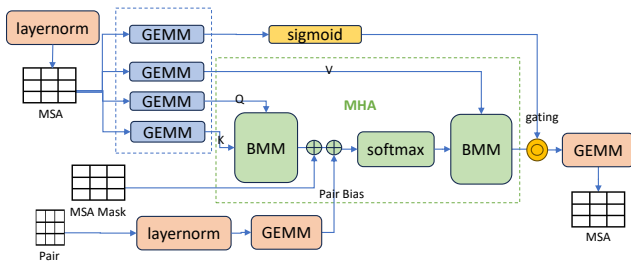 layernorm
GEMM
sigmoid
MSA
GEMM
V
GEMM
Q
MHA
gating
GEMM
K
BMM
softmax
BMM
GEMM
MSA Mask
Pair Bias
MSA
layernorm
GEMM
Pair